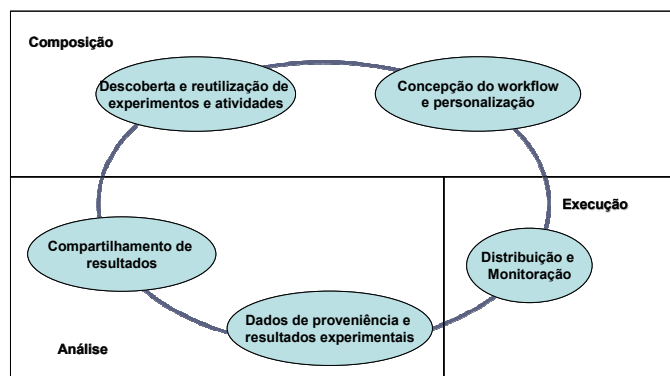 Composição
Descoberta e reutilização de
experimentos e atividades
Concepção do workflow
e personalização
Execução
Compartilhamento de
resultados
Distribuição e
Monitoração
Dados de proveniência e
resultados experimentais
Análise